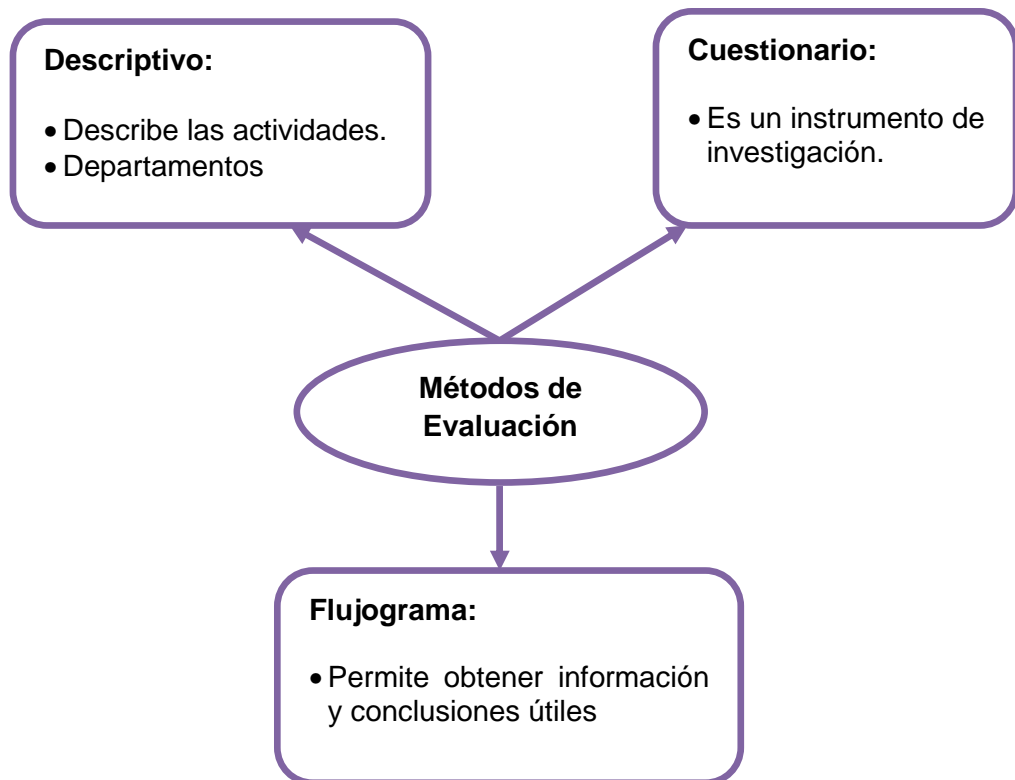 Descriptivo:
• Describe las actividades.
• Departamentos
Cuestionario:
• Es un instrumento de
investigación.
Métodos de
Evaluación
Flujograma:
• Permite obtener información
y conclusiones útiles